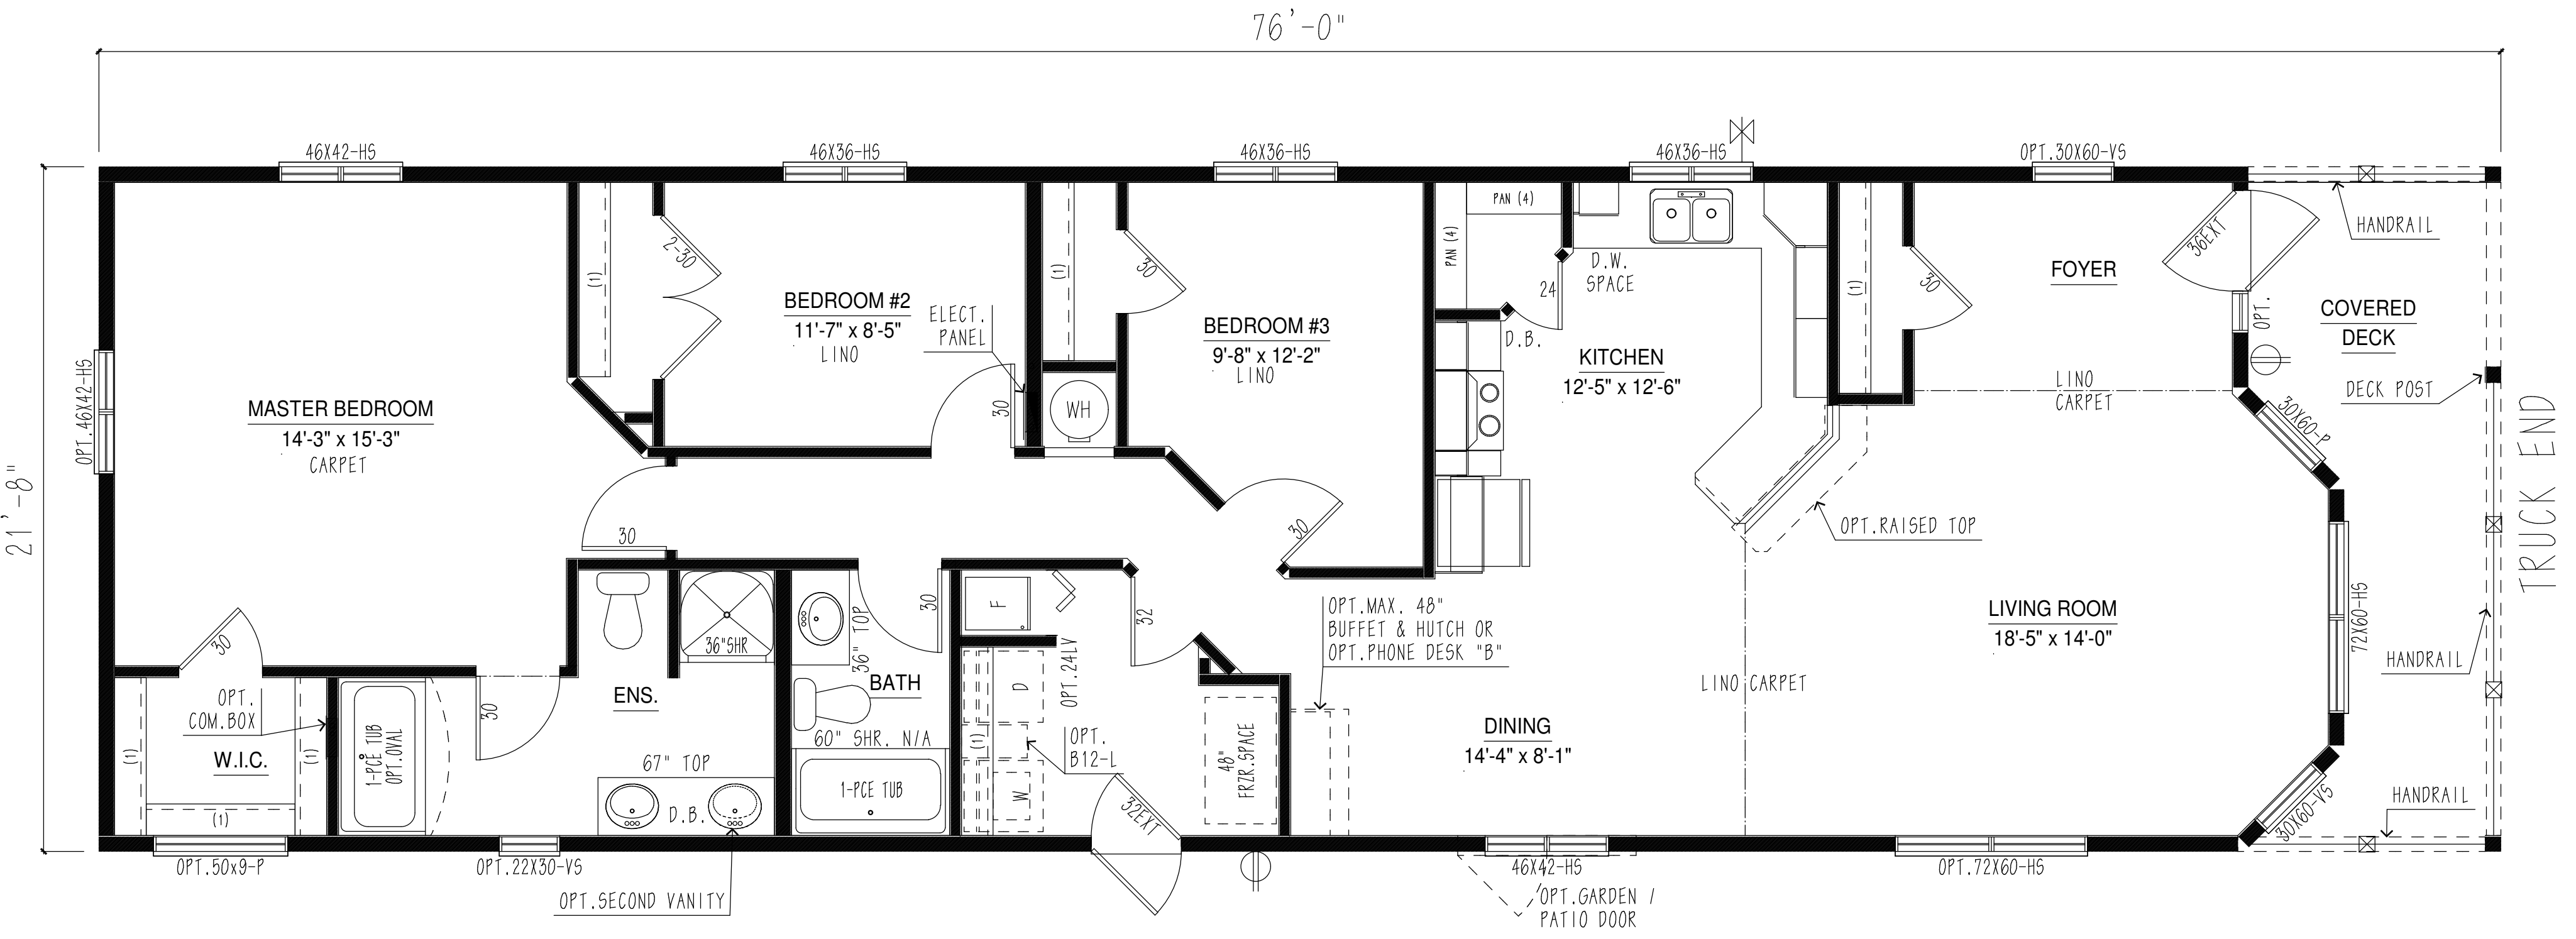 76'-0"
46X42-HS
46X36-HS
46X36-HS
46X36-HS
OPT.30X60-VS
21'-8"
OPT.46X42-HS
MASTER BEDROOM
14'-3" x 15'-3"
CARPET
30
(1)
2-30
BEDROOM #2
11'-7" x 8'-5"
LINO
ELECT.
PANEL
30
(1)
WH
30
BEDROOM #3
9'-8" x 12'-2"
LINO
30
PAN (4)
PAN (4)
24
D.B.
D.W.
SPACE
KITCHEN
12'-5" x 12'-6"
OPT.RAISED TOP
(1)
30
FOYER
36EXT
OPT.
LINO
CARPET
COVERED
DECK
HANDRAIL
DECK POST
TRUCK END
30X60-P
72X60-HS
30X60-VS
HANDRAIL
HANDRAIL
LIVING ROOM
18'-5" x 14'-0"
LINO CARPET
DINING
14'-4" x 8'-1"
OPT.MAX. 48"
BUFFET & HUTCH OR
OPT.PHONE DESK "B"
30
OPT.
COM.BOX
W.I.C.
(1)
(1)
(1)
1-PCE TUB
OPT.OVAL
30
ENS.
36"SHR
67" TOP
D.B.
36" TOP
30
BATH
60" SHR. N/A
1-PCE TUB
F
OPT.24LV
32
D
(1)
W
OPT.
B12-L
32EXT
48"
FRZR.SPACE
OPT.50x9-P
OPT.22X30-VS
OPT.SECOND VANITY
46X42-HS
OPT.GARDEN /
PATIO DOOR
OPT.72X60-HS